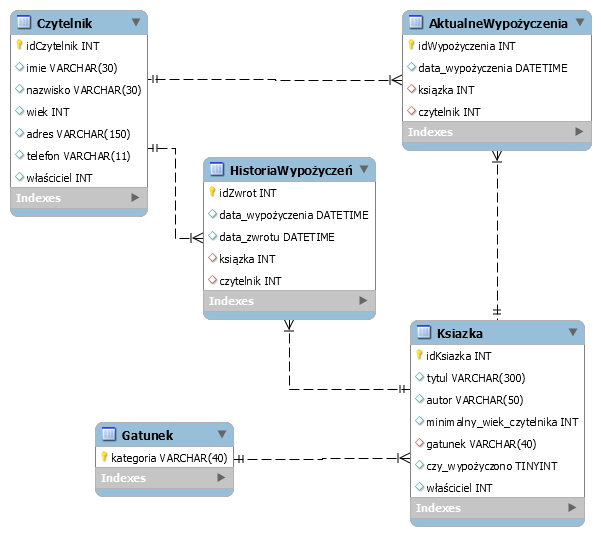 Czytelnik
idCzytelnik INT
imie VARCHAR(30)
nazwisko VARCHAR(30)
wiek INT
adres VARCHAR(150)
telefon VARCHAR(11)
właściciel INT
Indexes
AktualneWypożyczenia
idWypożyczenia INT
data_wypożyczenia DATETIME
książka INT
czytelnik INT
Indexes
HistoriaWypożyczeń
idZwrot INT
data_wypożyczenia DATETIME
data_zwrotu DATETIME
książka INT
czytelnik INT
Indexes
Ksiazka
idKsiazka INT
tytul VARCHAR(300)
autor VARCHAR(50)
minimalny_wiek_czytelnika INT
gatunek VARCHAR(40)
czy_wypożyczono TINYINT
właściciel INT
Indexes
Gatunek
kategoria VARCHAR(40)
Indexes